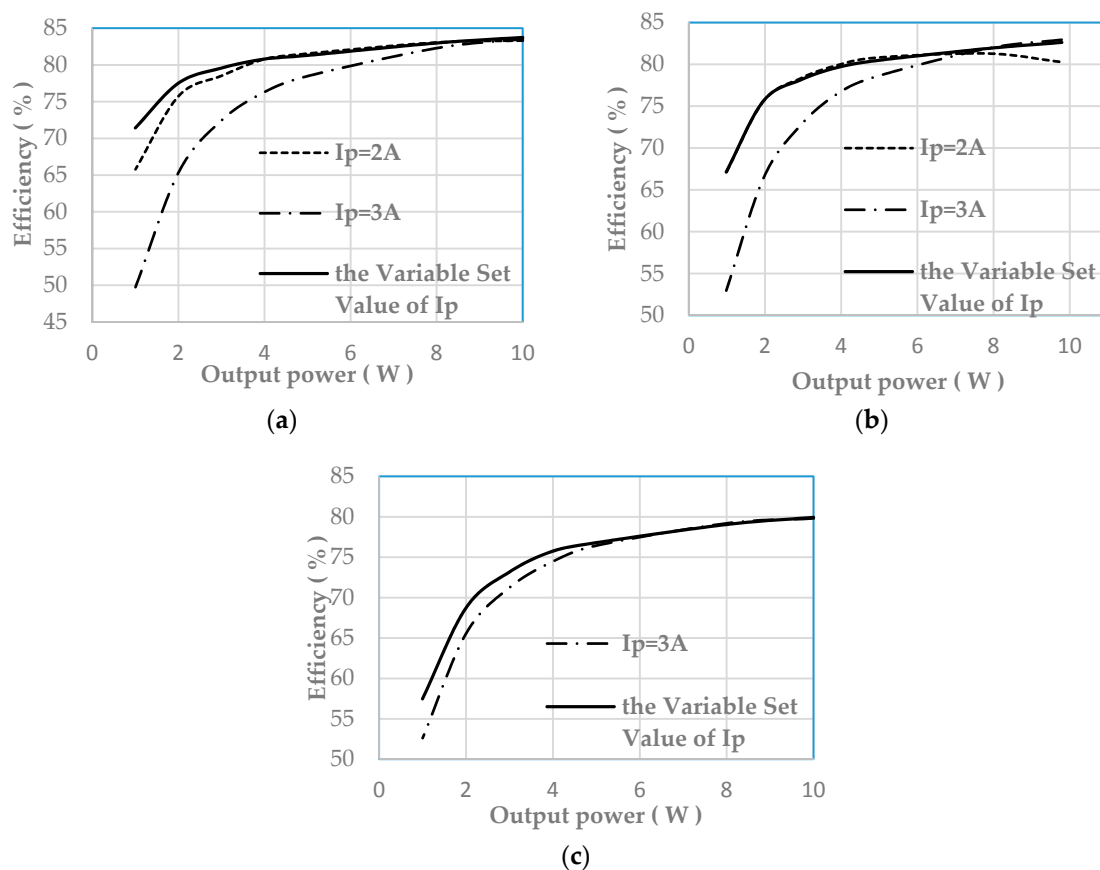 85
80
75
70
65
60
55
50
45
Efficiency ( % )
Ip=2A
Ip=3A
the Variable Set
Value of Ip
0 2 4 6 8 10
Output power ( W )
(a)
85
80
75
70
65
60
55
50
Efficiency ( % )
Ip=2A
Ip=3A
the Variable Set
Value of Ip
0 2 4 6 8 10
Output power ( W )
(b)
85
80
75
70
65
60
55
50
Efficiency ( % )
Ip=3A
the Variable Set
Value of Ip
0 2 4 6 8 10
Output power ( W )
(c)